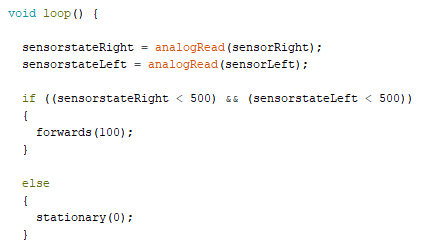 void loop() {
sensorstateRight = analogRead(sensorRight);
sensorstateLeft = analogRead(sensorLeft);
if ((sensorstateRight < 500) && (sensorstateLeft < 500))
{
forwards(100);
}
else
{
stationary(0);
}